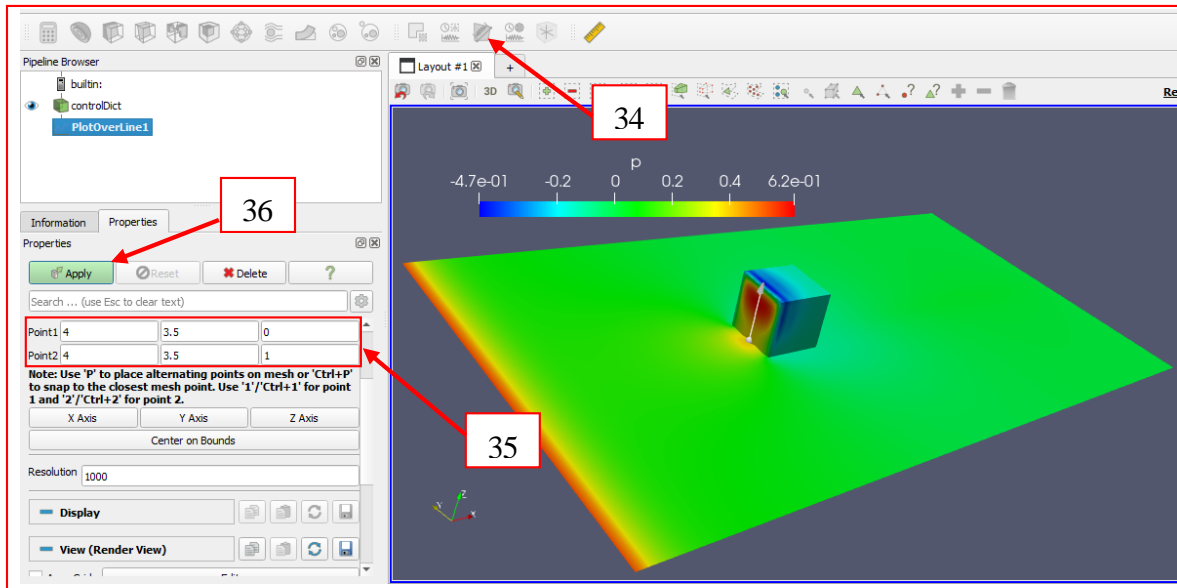 Pipeline Browser
builtin:
controlDict
PlotOverLine1
Information Properties
Properties
Apply Reset Delete ?
Search ... (use Esc to clear text)
Point1 4 3.5 0
Point2 4 3.5 1
Note: Use 'P' to place alternating points on mesh or 'Ctrl+P'
to snap to the closest mesh point. Use '1'/'Ctrl+1' for point
1 and '2'/'Ctrl+2' for point 2.
X Axis Y Axis Z Axis
Center on Bounds
Resolution 1000
Display
View (Render View)
Layout #1 +
3D
Re
p
-4.7e-01 -0.2 0 0.2 0.4 6.2e-01
Y Z X
34
35
36